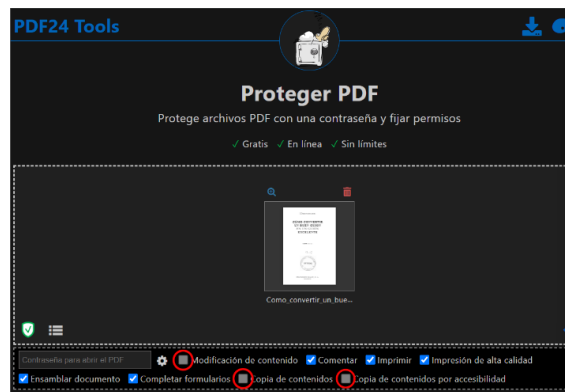 PDF24 Tools
Proteger PDF
Protege archivos PDF con una contraseña y fijar permisos
✓ Gratis ✓ En línea ✓ Sin límites
Como_convertir_un_bue...
Contraseña para abrir el PDF
Modificación de contenido Comentar Imprimir Impresión de alta calidad
Ensamblar documento Completar formularios Copia de contenidos Copia de contenidos por accesibilidad